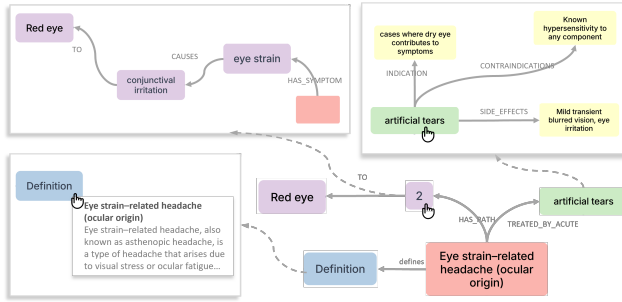 Red eye
TO
CAUSES
conjunctival
irritation
eye strain
HAS_SYMPTOM
cases where dry eye
contributes to
symptoms
Known
hypersensitivity to
any component
INDICATION
CONTRAINDICATIONS
artificial tears
SIDE_EFFECTS
Mild transient
blurred vision, eye
irritation
Definition
Eye strain–related headache
(ocular origin)
Eye strain–related headache, also
known as asthenopic headache, is
a type of headache that arises due
to visual stress or ocular fatigue...
Red eye
TO
2
HAS_PATH
TREATED_BY_ACUTE
artificial tears
Definition
defines
Eye strain–related
headache (ocular
origin)